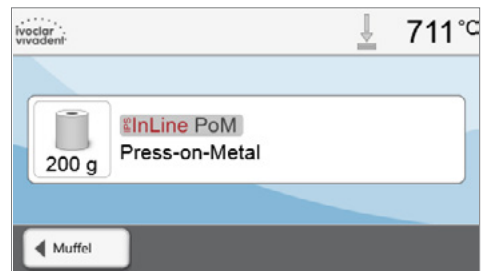 ivoclar
vivadent
711°C
IPS InLine PoM
200 g
Press-on-Metal
Muffel